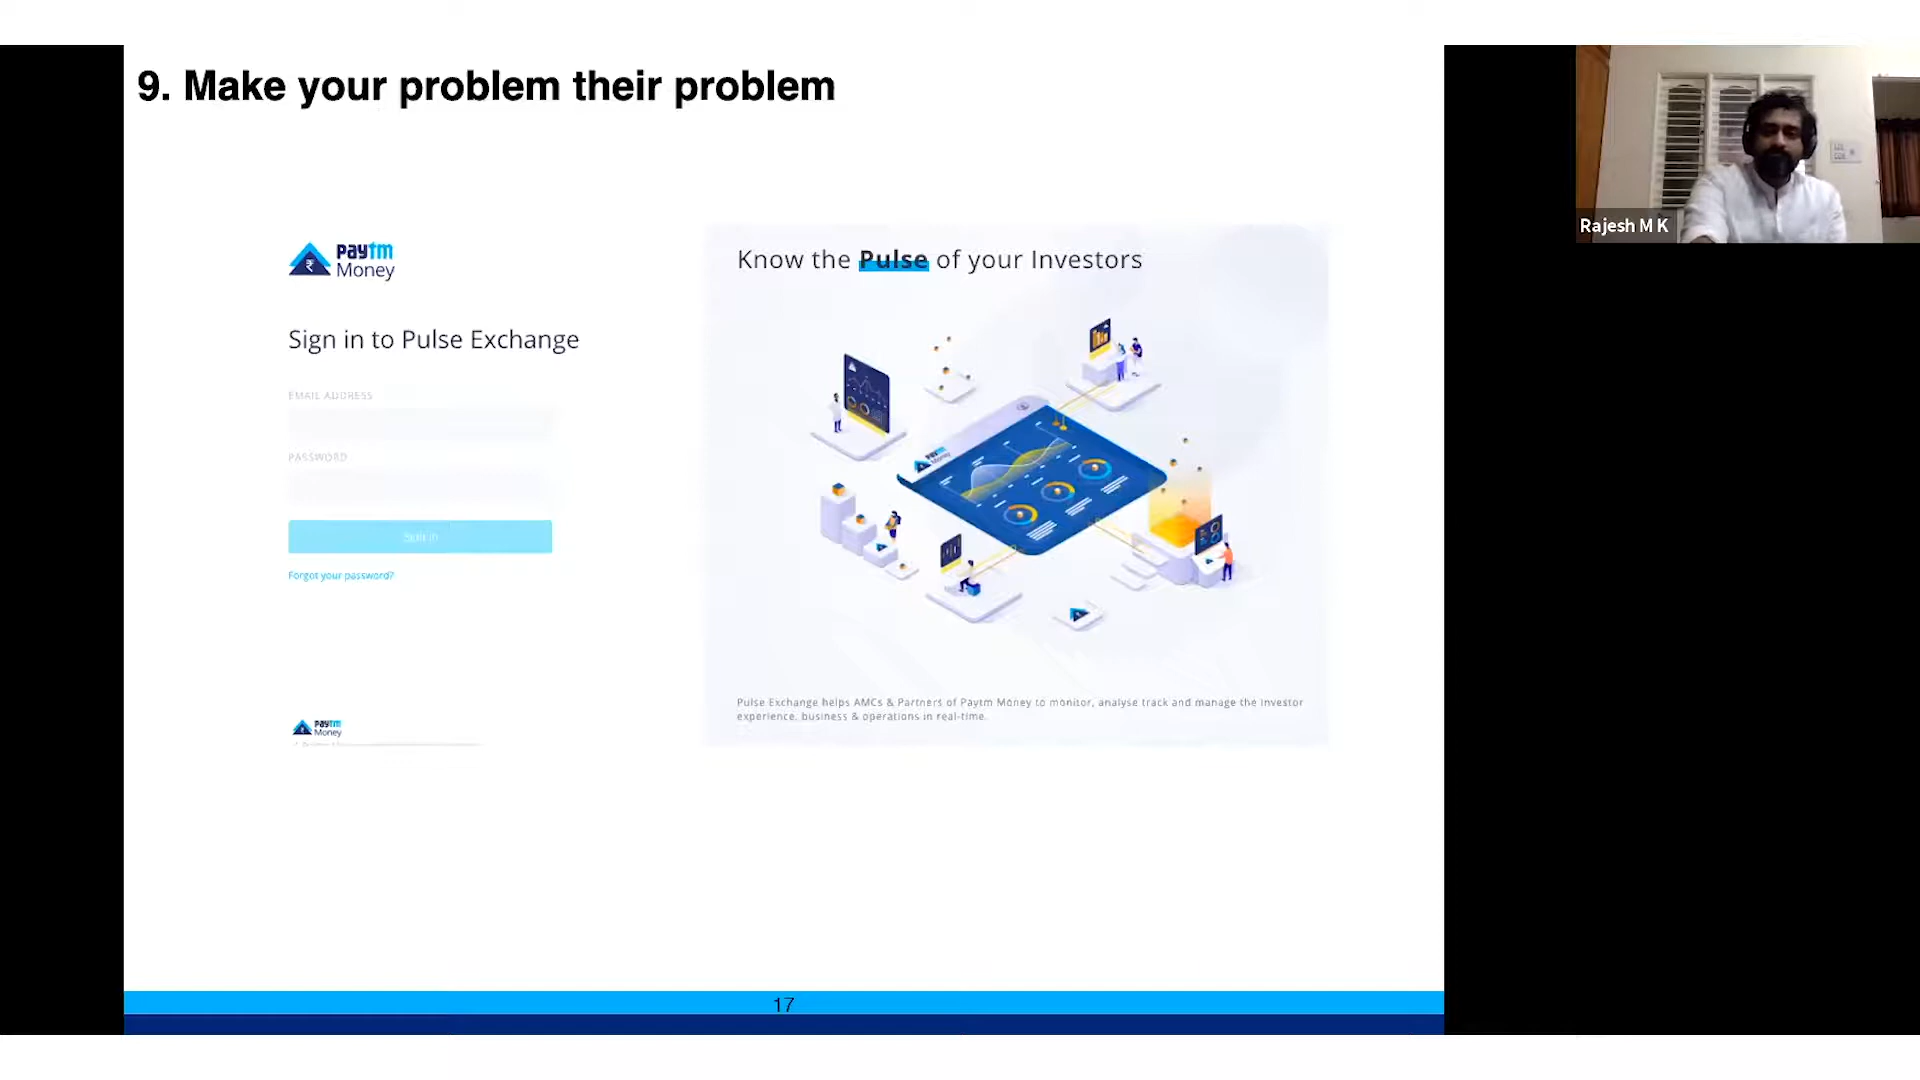 9. Make your problem their problem
Rajesh M K
paytm
Money
Know the Pulse of your Investors
Sign in to Pulse Exchange
EMAIL ADDRESS
PASSWORD
Sign in
Forgot your password?
Pulse Exchange helps AMCs & Partners of Paytm Money to monitor, analyse track and manage the investor
experience, business & operations in real-time.
paytm
Money
17